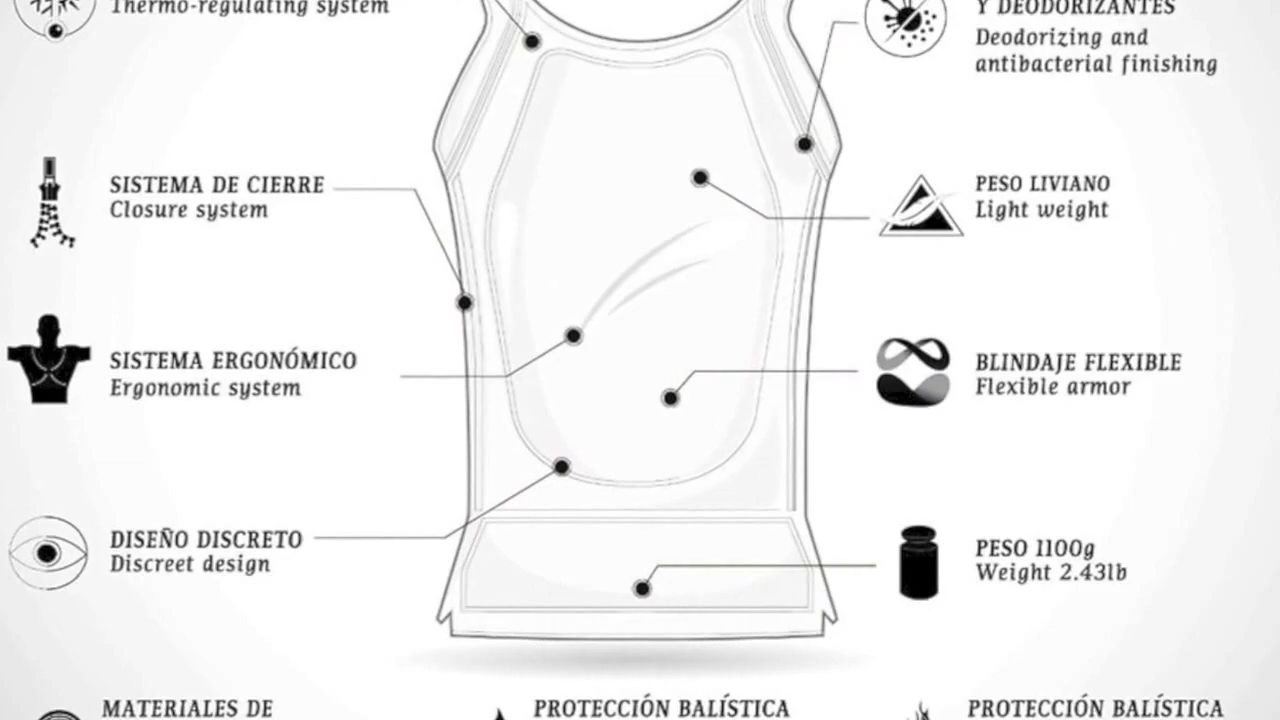 Thermo-regulating system
SISTEMA DE CIERRE
Closure system
SISTEMA ERGONÓMICO
Ergonomic system
DISEÑO DISCRETO
Discreet design
Y DEODORIZANTES
Deodorizing and
antibacterial finishing
PESO LIVIANO
Light weight
BLINDAJE FLEXIBLE
Flexible armor
PESO 1100g
Weight 2.43lb
MATERIALES DE
PROTECCIÓN BALÍSTICA
PROTECCIÓN BALÍSTICA